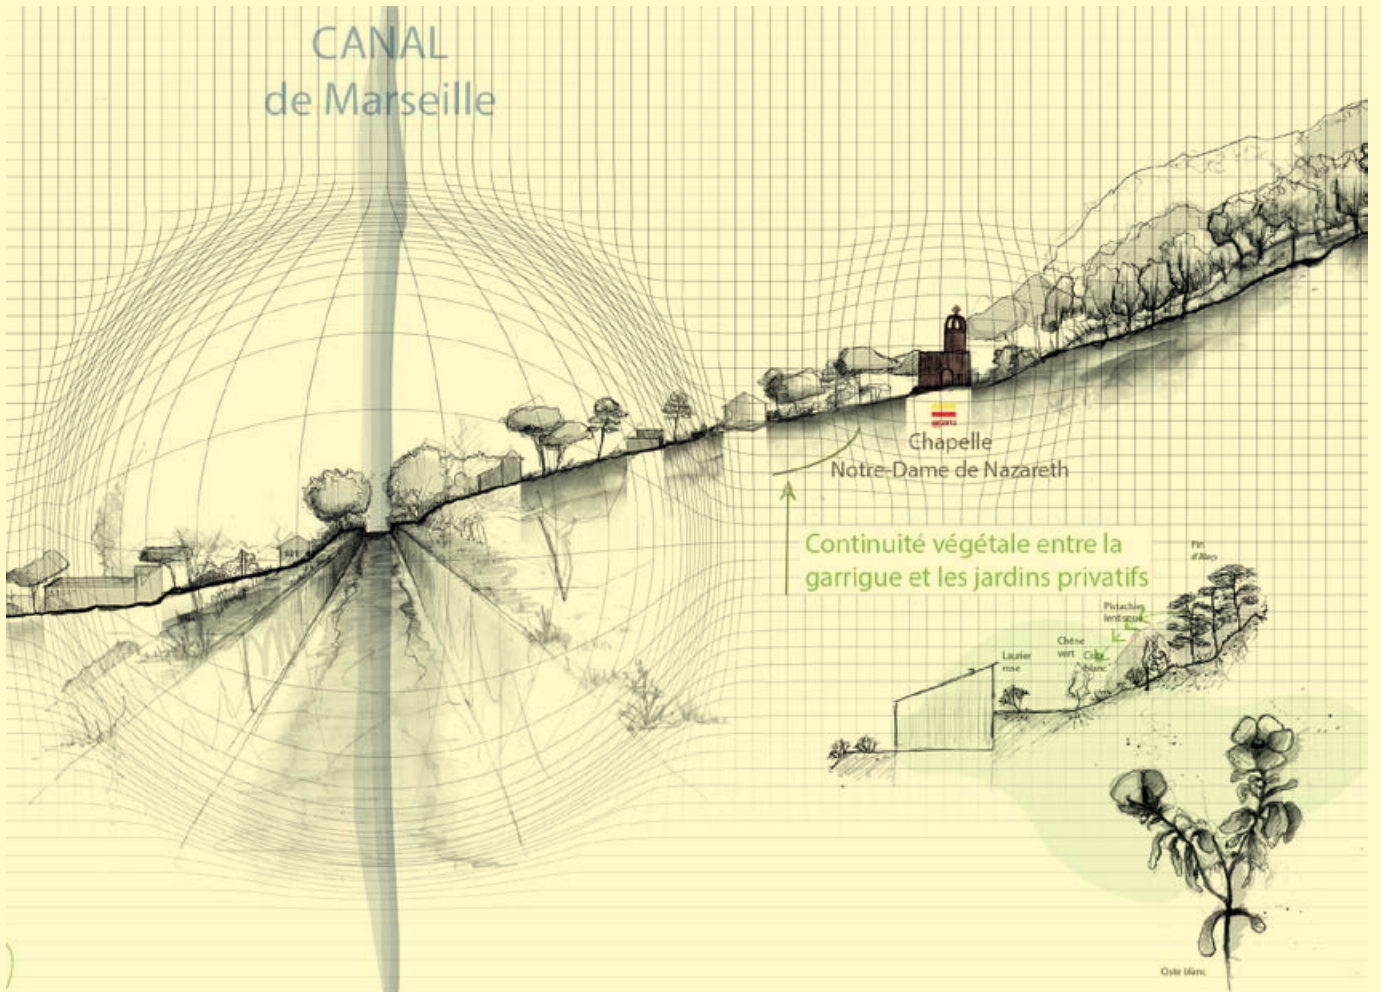 CANAL
de Marseille
Chapelle
Notre-Dame de Nazareth
Continuité végétale entre la
garrigue et les jardins privatifs
Pin
d'Alep
Pistachier
lentisque
Chêne
vert
Ciste
blanc
Laurier
rose
Ciste blanc